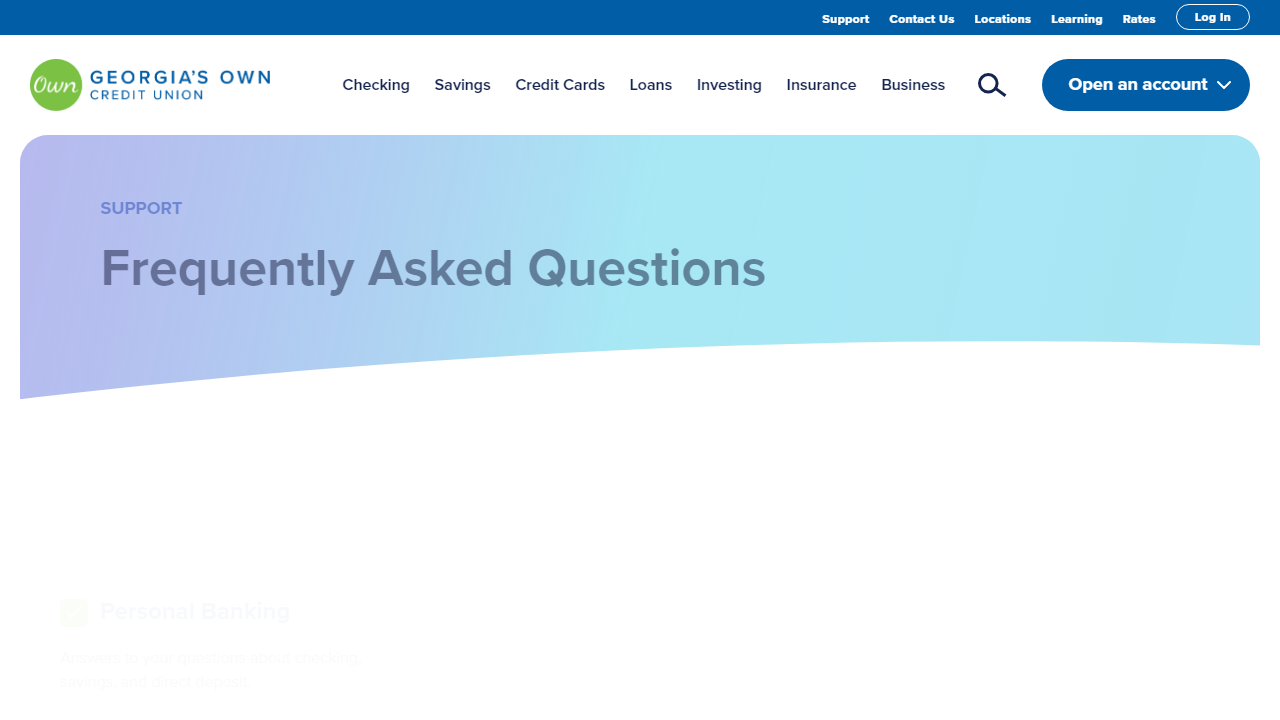 Support Contact Us Locations Learning Rates Log In
Own GEORGIA'S OWN
CREDIT UNION
Checking Savings Credit Cards Loans Investing Insurance Business Open an account
SUPPORT
Frequently Asked Questions
Personal Banking
Answers to your questions about checking,
savings, and direct deposit.